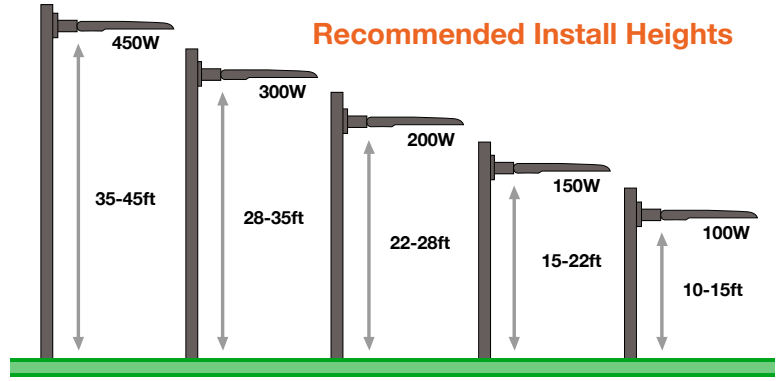 Recommended Install Heights
450W
300W
200W
150W
100W
35-45ft
28-35ft
22-28ft
15-22ft
10-15ft